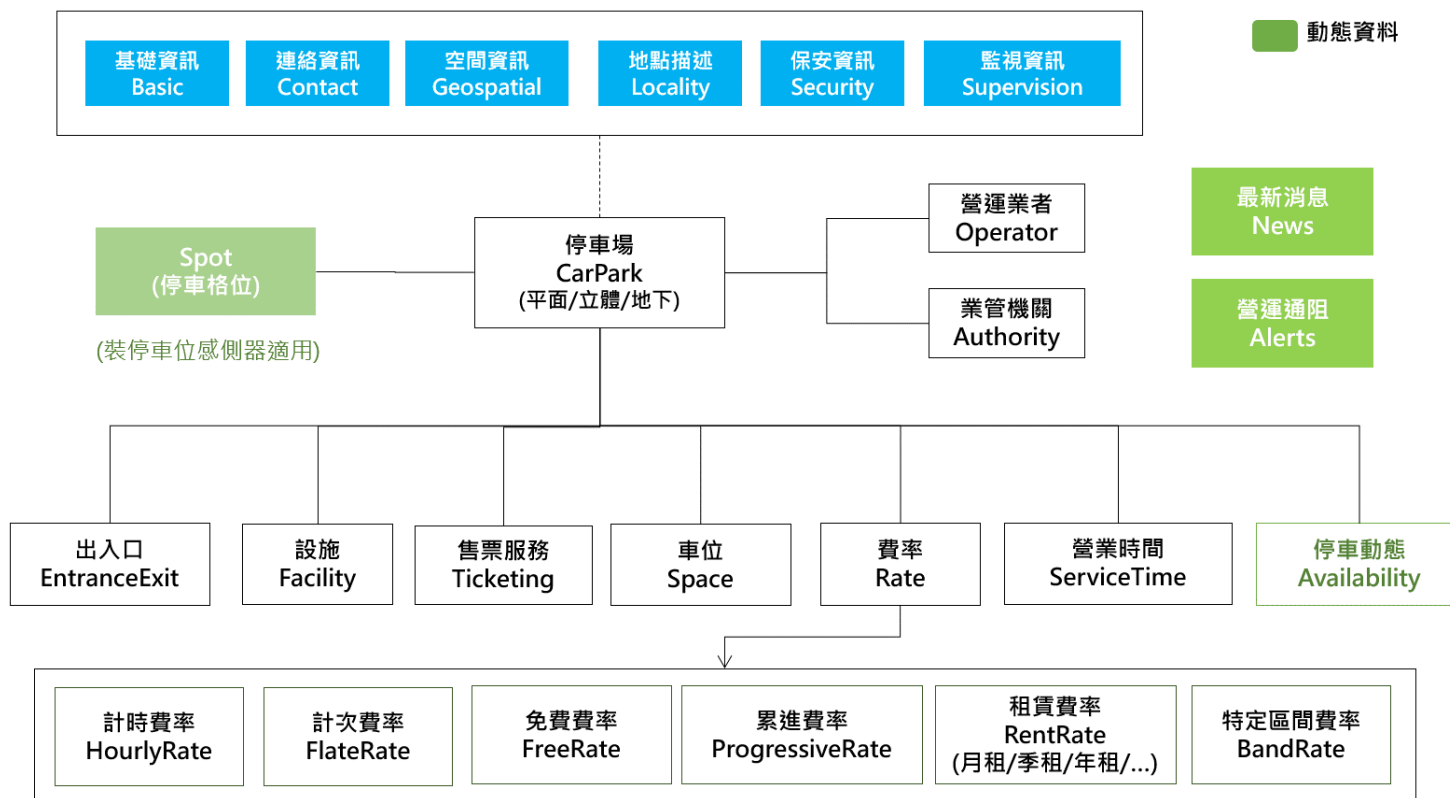 動態資料
基礎資訊
Basic
連絡資訊
Contact
空間資訊
Geospatial
地點描述
Locality
保安資訊
Security
監視資訊
Supervision
Spot
(停車格位)
(裝停車位感側器適用)
停車場
CarPark
(平面/立體/地下)
營運業者
Operator
業管機關
Authority
最新消息
News
營運通阻
Alerts
出入口
EntranceExit
設施
Facility
售票服務
Ticketing
車位
Space
費率
Rate
營業時間
ServiceTime
停車動態
Availability
計時費率
HourlyRate
計次費率
FlateRate
免費費率
FreeRate
累進費率
ProgressiveRate
租賃費率
RentRate
(月租/季租/年租/...)
特定區間費率
BandRate